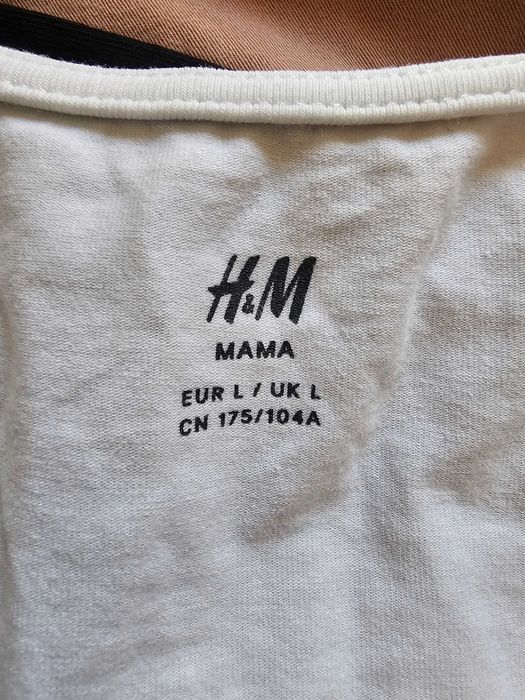 H&M
MAMA
EUR L / UK L
CN 175/104A